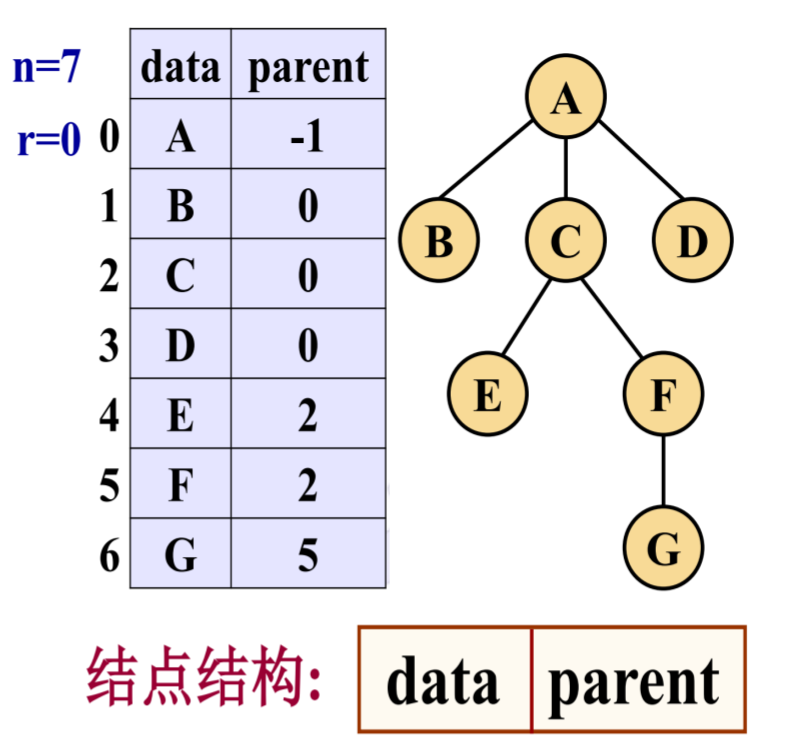 n=7 data parent
r=0 0 A -1
1 B 0
2 C 0
3 D 0
4 E 2
5 F 2
6 G 5
A
B C D
E F
G
结点结构: data parent